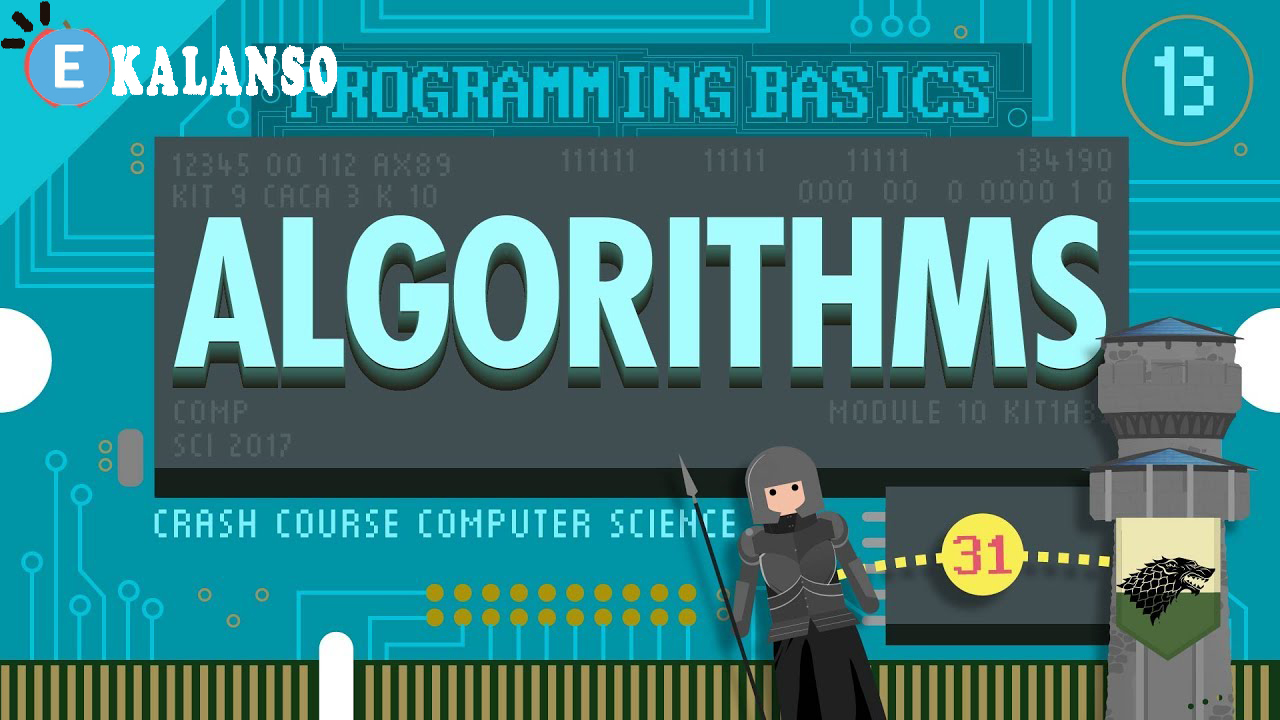 E KALANSO
PROGRAMMING BASICS
13
12345 00 112 AX89 111111 11111 11111 134190
KIT 9 CACA 3 K 10 000 00 0 0000 1 0
ALGORITHMS
COMP MODULE 10 KIT1A3
SCI 2017
CRASH COURSE COMPUTER SCIENCE
31